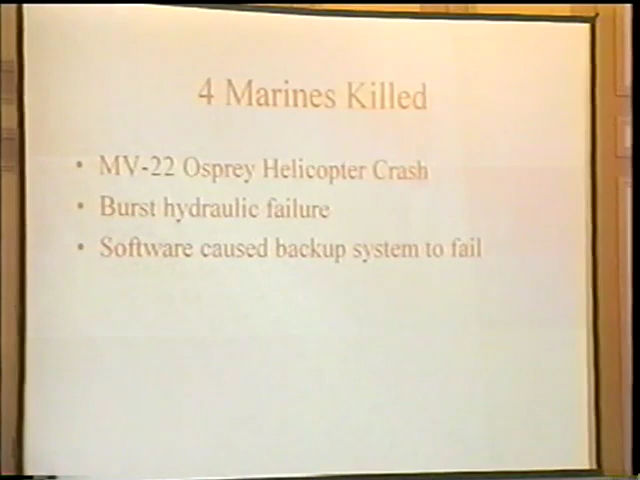 4 Marines Killed
• MV-22 Osprey Helicopter Crash
• Burst hydraulic failure
• Software caused backup system to fail